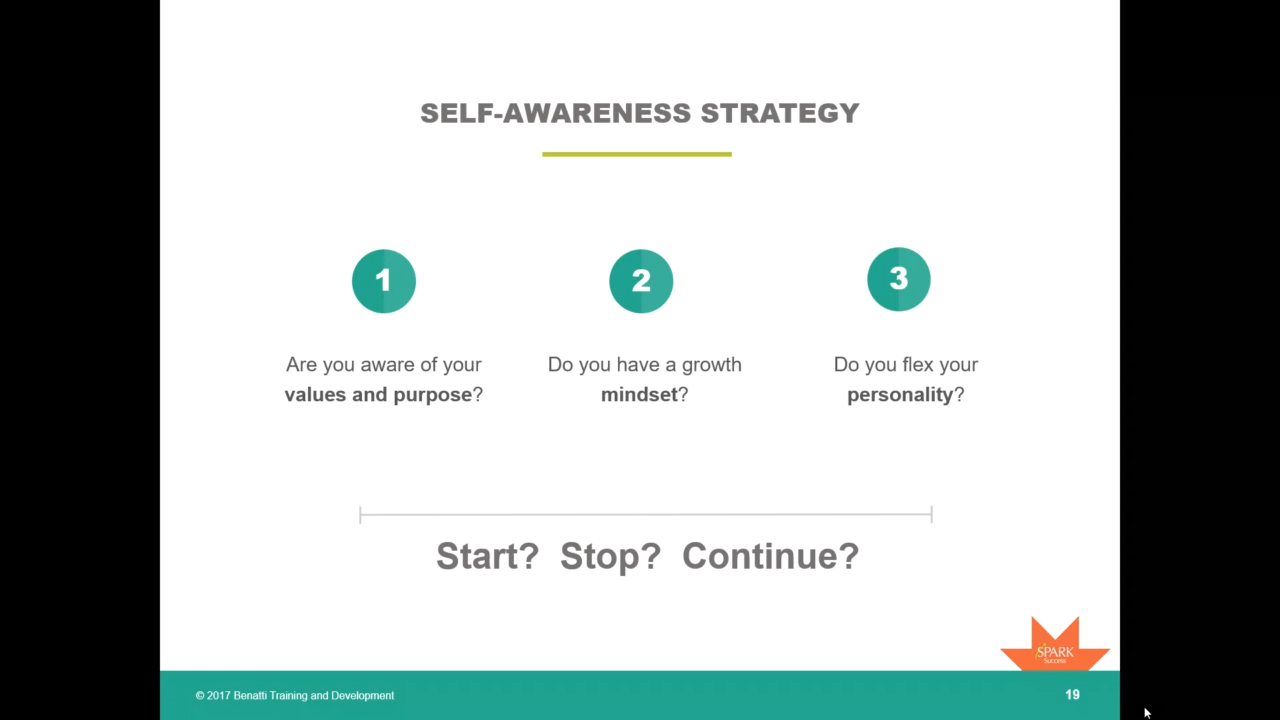 SELF-AWARENESS STRATEGY
1
2
3
Are you aware of your
values and purpose?
Do you have a growth
mindset?
Do you flex your
personality?
Start? Stop? Continue?
SPARK
Success
© 2017 Benatti Training and Development
19